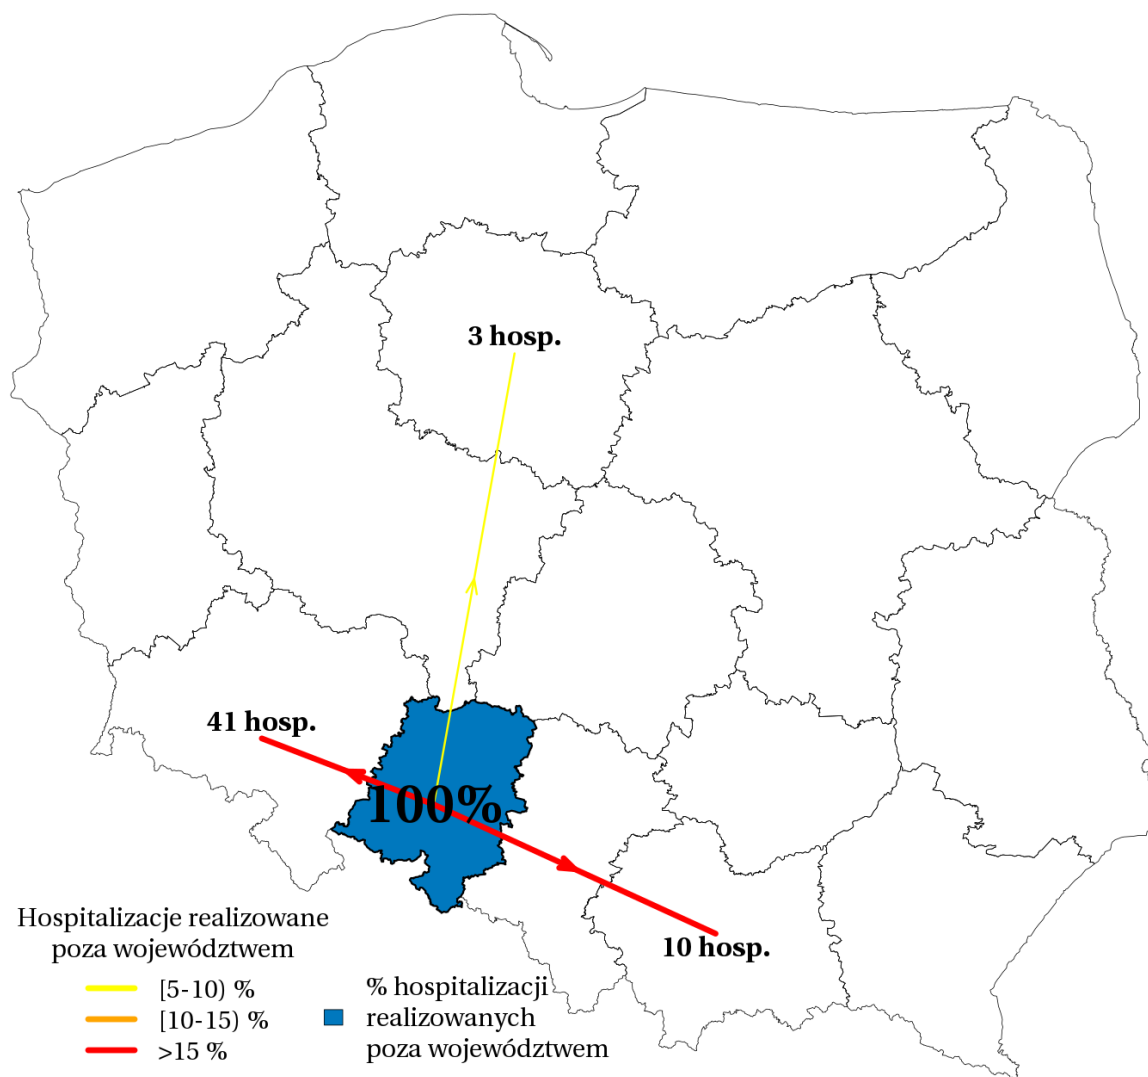 3 hosp.
41 hosp.
100%
10 hosp.
Hospitalizacje realizowane
poza województwem
[5-10) %
[10-15) %
>15 %
% hospitalizacji
realizowanych
poza województwem